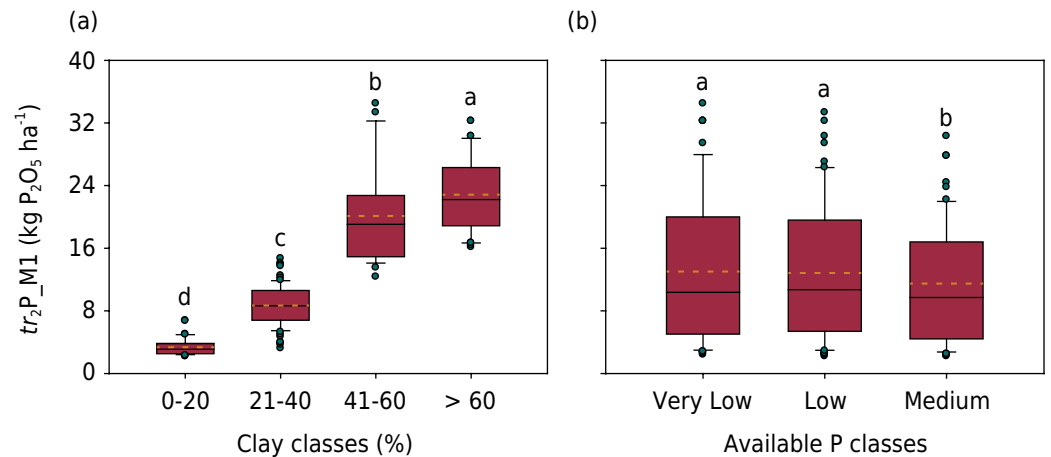 (a)
(b)
tr₂P_M1 (kg P₂O₅ ha⁻¹)
40
32
24
16
8
0
d
c
b
a
a
a
b
0-20 21-40 41-60 > 60
Very Low Low Medium
Clay classes (%)
Available P classes